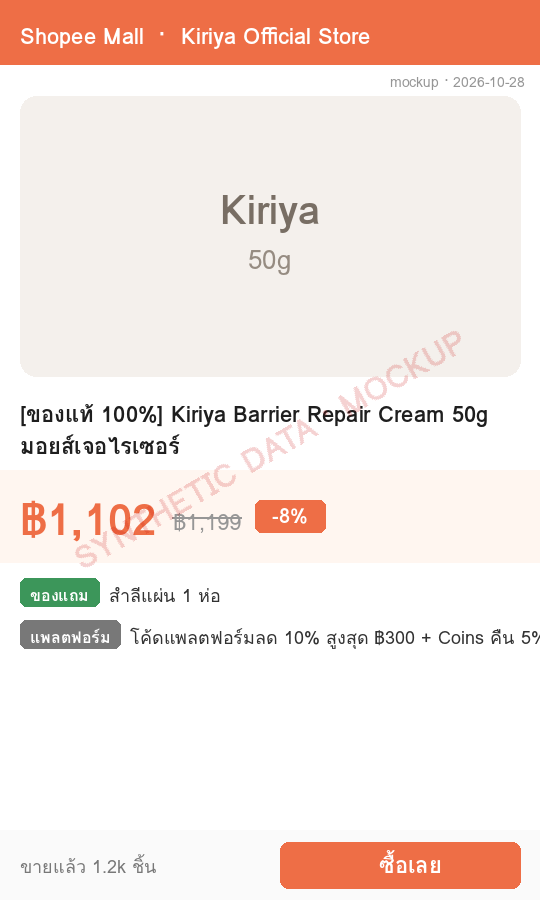 Shopee Mall · Kiriya Official Store
mockup · 2026-10-28
Kiriya
50g
SYNTHETIC DATA · MOCKUP
[ของแท้ 100%] Kiriya Barrier Repair Cream 50g
มอยส์เจอไรเซอร์
฿1,102 ฿1,199 -8%
ของแถม สำลีแผ่น 1 ห่อ
แพลตฟอร์ม โค้ดแพลตฟอร์มลด 10% สูงสุด ฿300 + Coins คืน 5%
ขายแล้ว 1.2k ชิ้น ซื้อเลย